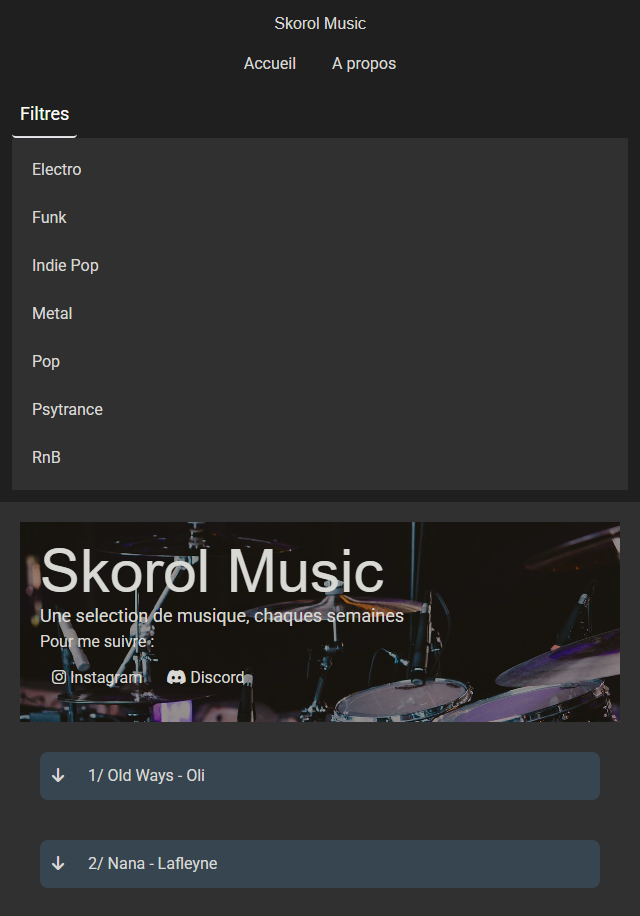 Skorol Music
Accueil A propos
Filtres
Electro
Funk
Indie Pop
Metal
Pop
Psytrance
RnB
Skorol Music
Une selection de musique, chaques semaines
Pour me suivre :
Instagram Discord
1/ Old Ways - Oli
2/ Nana - Lafleyne